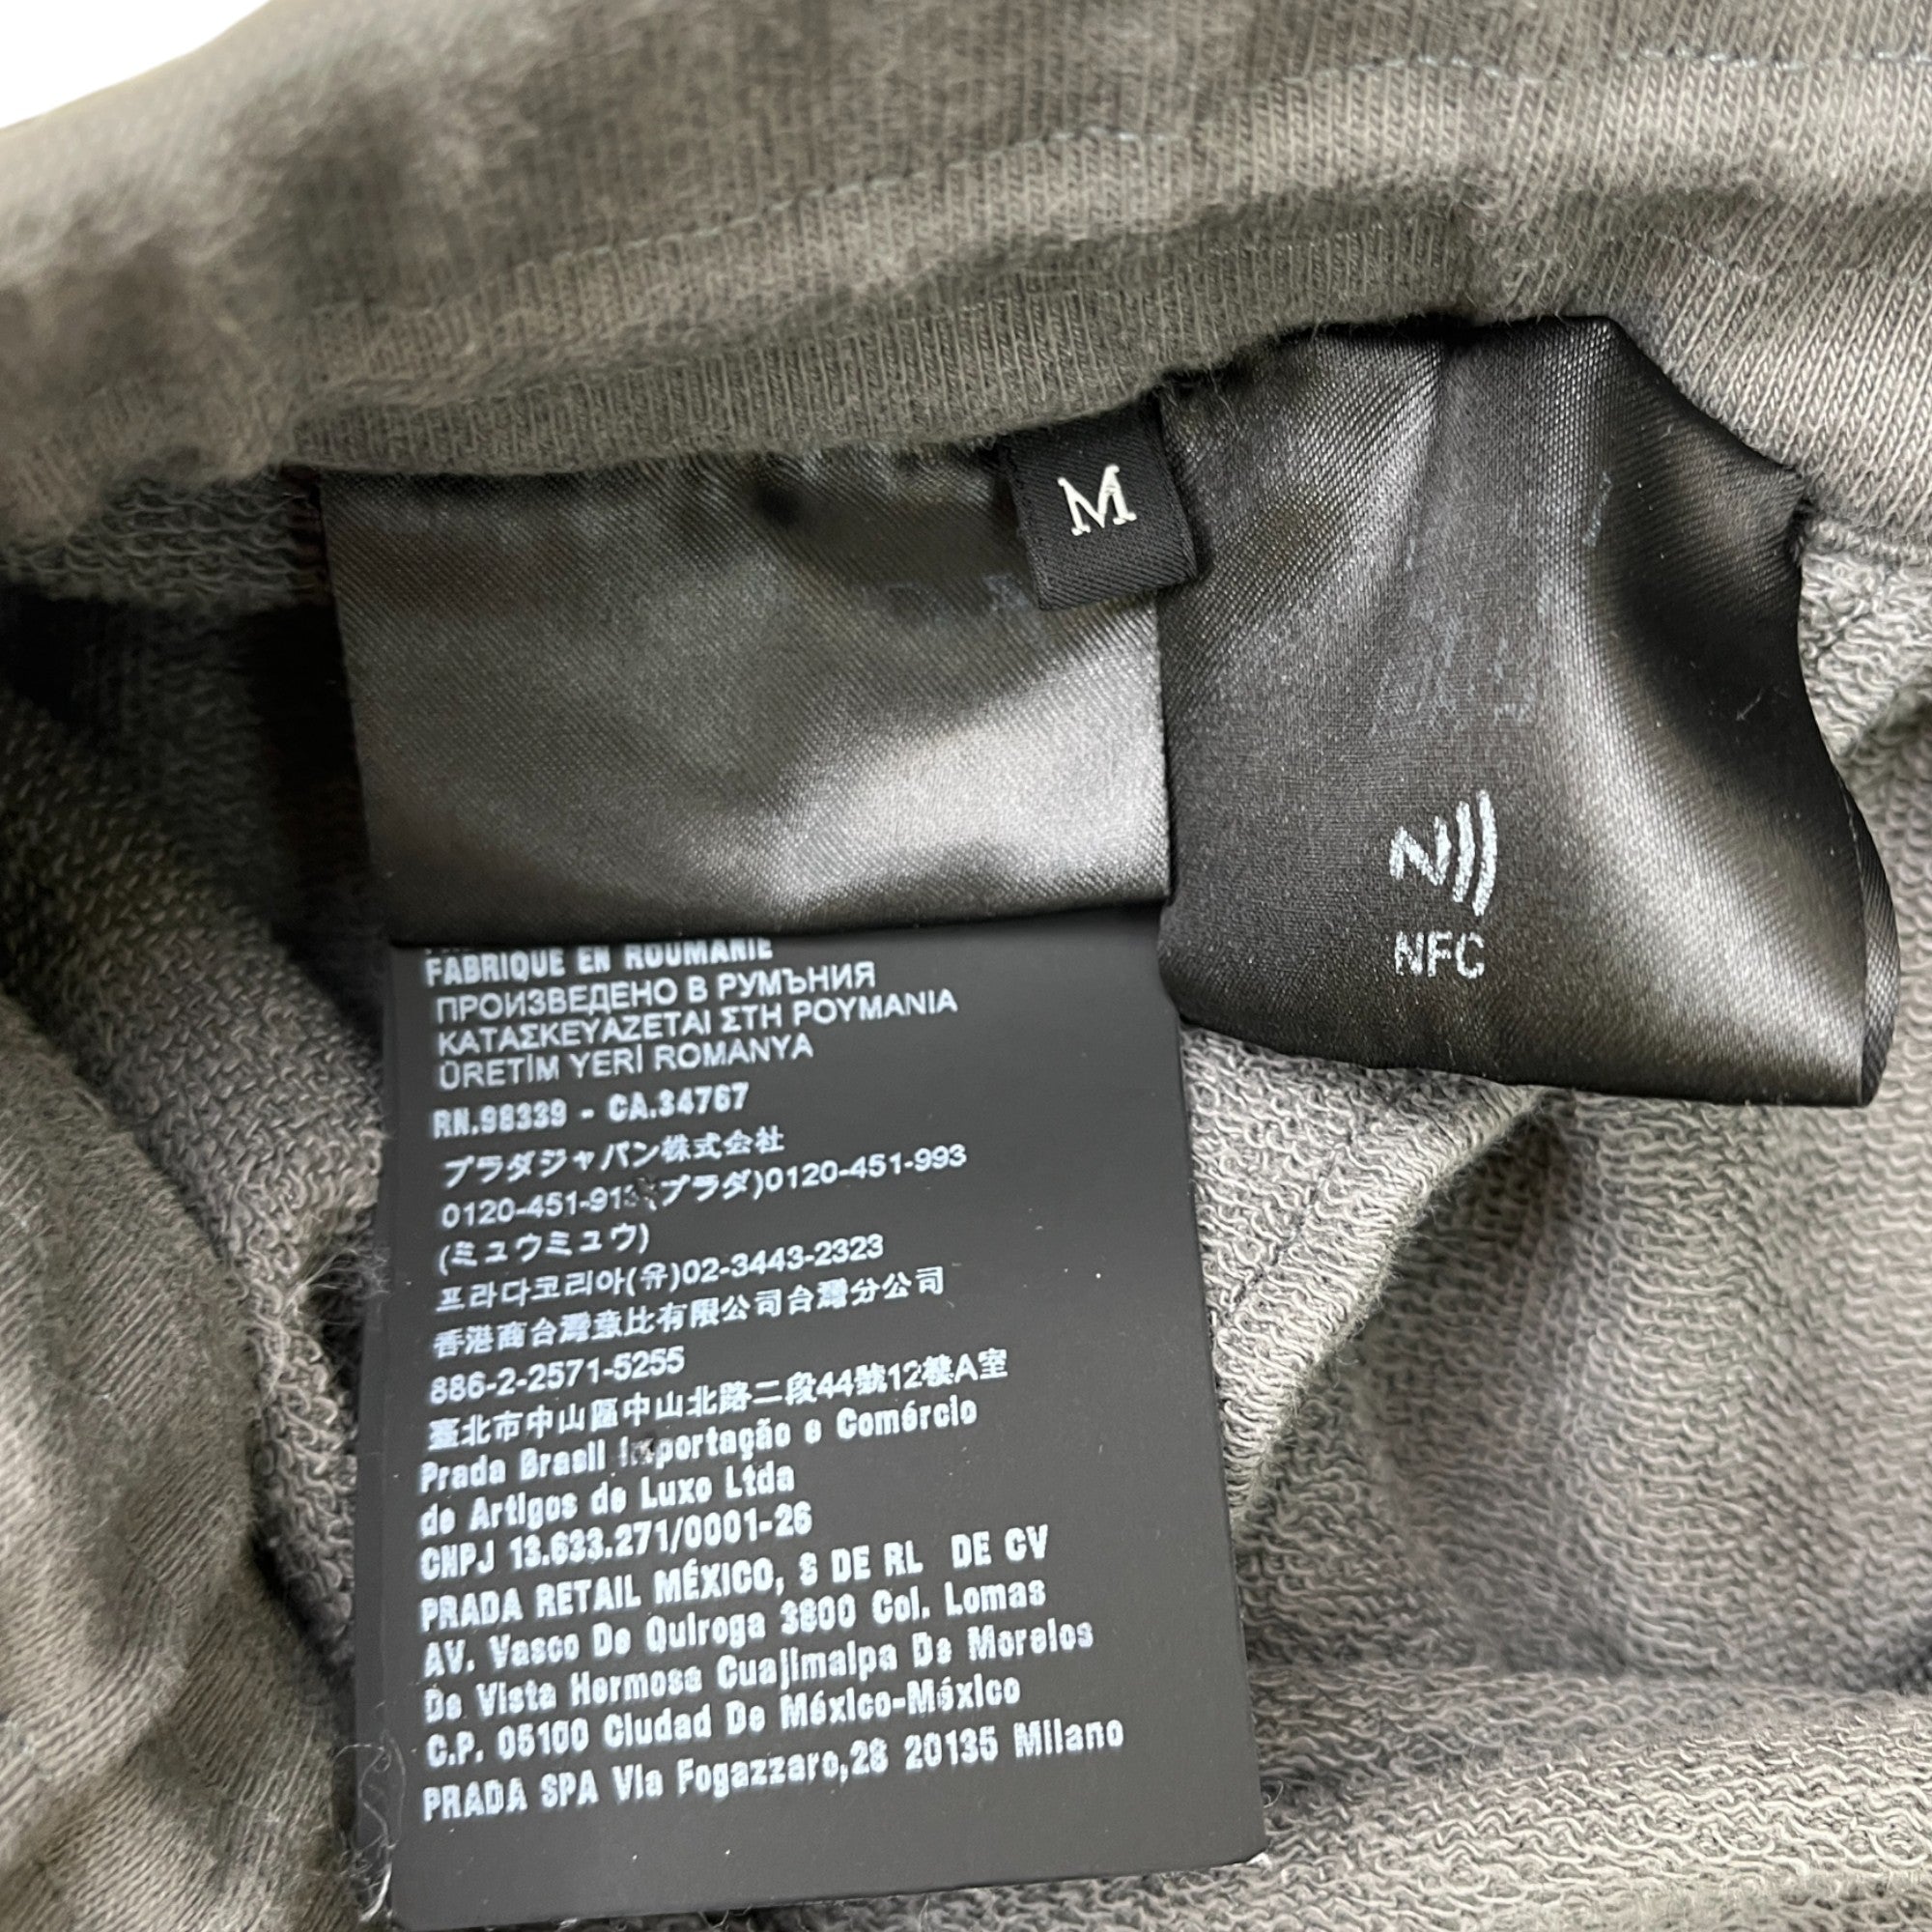 M
NFC
FABRIQUÉ EN ROUMANIE
ПРОИЗВЕДЕНО В РУМЪНИЯ
ΚΑΤΑΣΚΕΥΑΖΕΤΑΙ ΣΤΗ ΡΟΥΜΑΝΙΑ
ÜRETİM YERİ ROMANYA
RN.98339 - CA.34767
プラダジャパン株式会社
0120-451-913(プラダ)0120-451-993
(ミュウミュウ)
프라다코리아(유)02-3443-2323
香港商台灣意比有限公司台灣分公司
886-2-2571-5255
臺北市中山區中山北路二段44號12樓A室
Prada Brasil Importação e Comércio
de Artigos de Luxo Ltda
CNPJ 13.633.271/0001-26
PRADA RETAIL MÉXICO, S DE RL DE CV
AV. Vasco De Quiroga 3800 Col. Lomas
De Vista Hermosa Cuajimalpa De Morelos
C.P. 05100 Ciudad De México-México
PRADA SPA Via Fogazzaro,28 20135 Milano